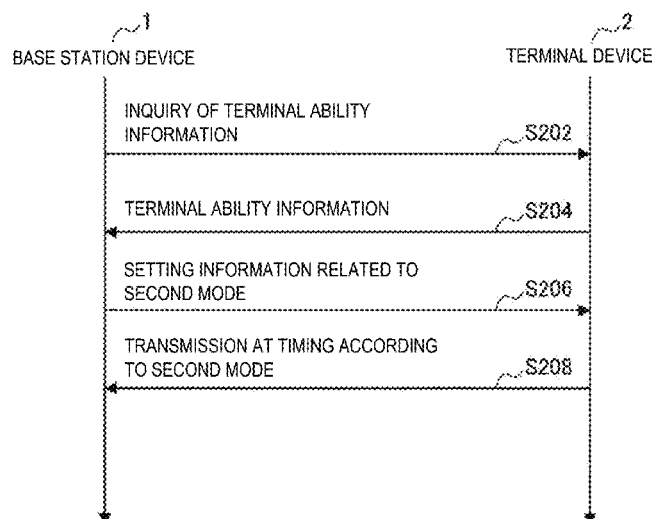 1
BASE STATION DEVICE
2
TERMINAL DEVICE
INQUIRY OF TERMINAL ABILITY
INFORMATION
S202
TERMINAL ABILITY INFORMATION
S204
SETTING INFORMATION RELATED TO
SECOND MODE
S206
TRANSMISSION AT TIMING ACCORDING
TO SECOND MODE
S208